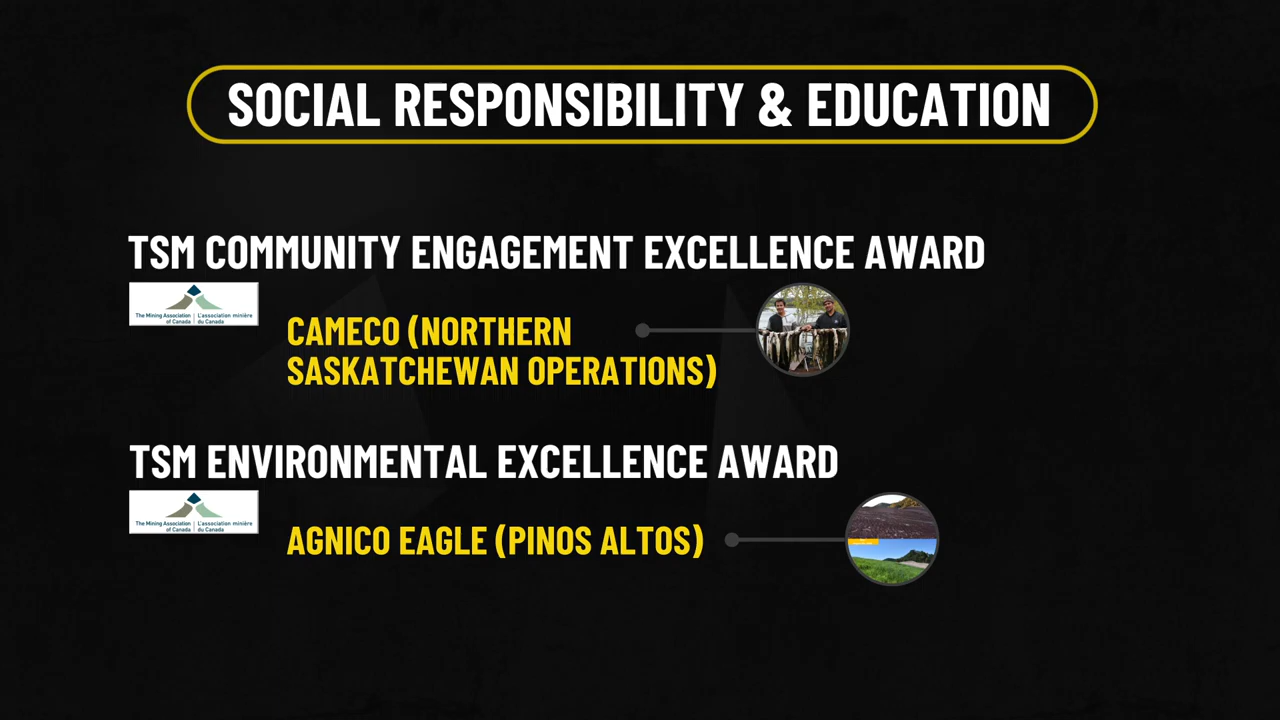 SOCIAL RESPONSIBILITY & EDUCATION
TSM COMMUNITY ENGAGEMENT EXCELLENCE AWARD
The Mining Association of Canada
L'association minière du Canada
CAMECO (NORTHERN
SASKATCHEWAN OPERATIONS)
TSM ENVIRONMENTAL EXCELLENCE AWARD
The Mining Association of Canada
L'association minière du Canada
AGNICO EAGLE (PINOS ALTOS)